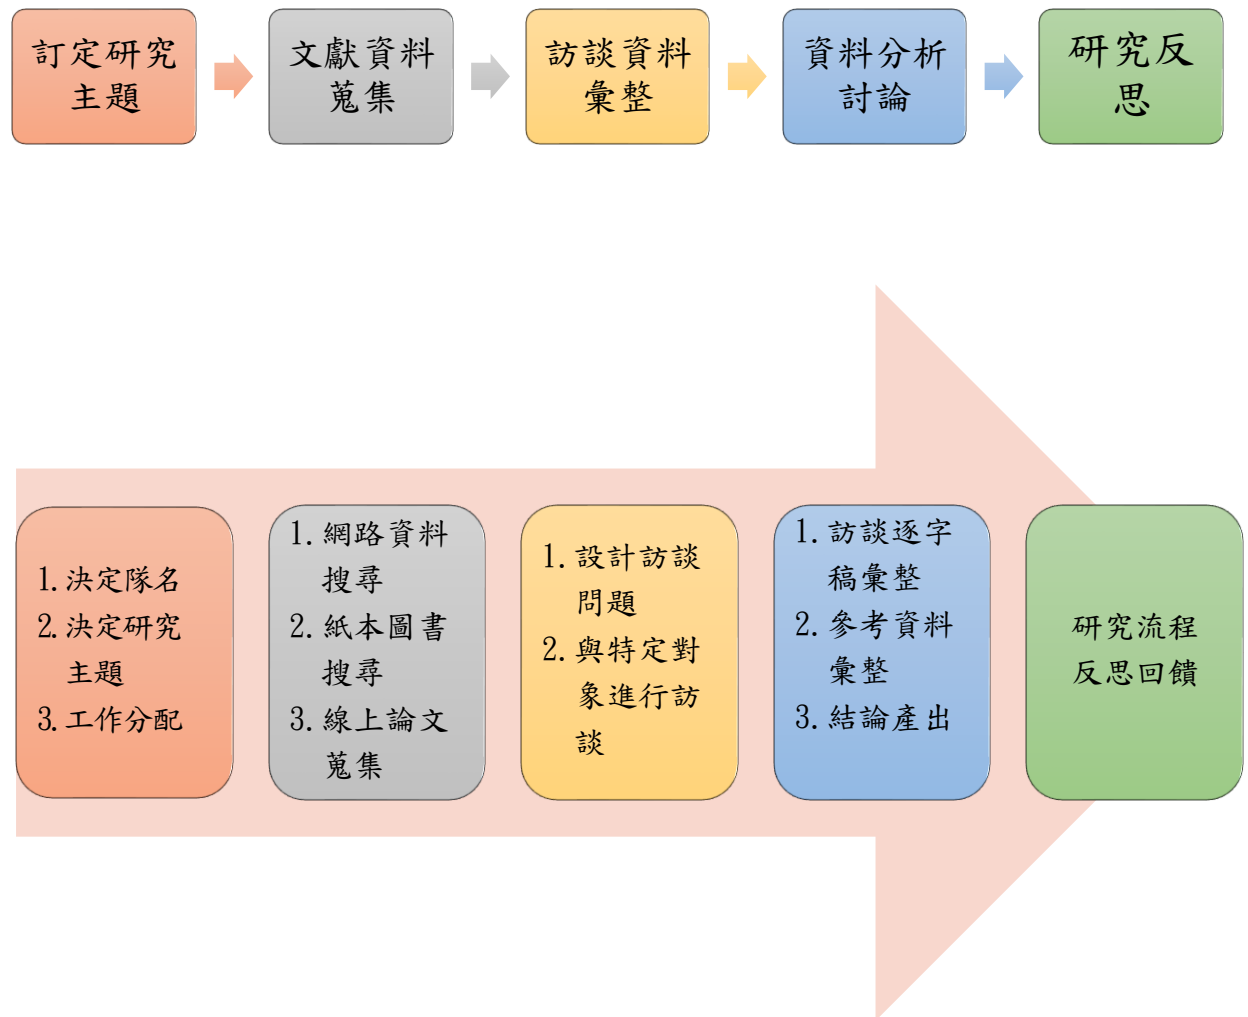 訂定研究
主題
文獻資料
蒐集
訪談資料
彙整
資料分析
討論
研究反
思
1.決定隊名
2.決定研究
主題
3.工作分配
1.網路資料
搜尋
2.紙本圖書
搜尋
3.線上論文
蒐集
1.設計訪談
問題
2.與特定對
象進行訪
談
1.訪談逐字
稿彙整
2.參考資料
彙整
3.結論產出
研究流程
反思回饋